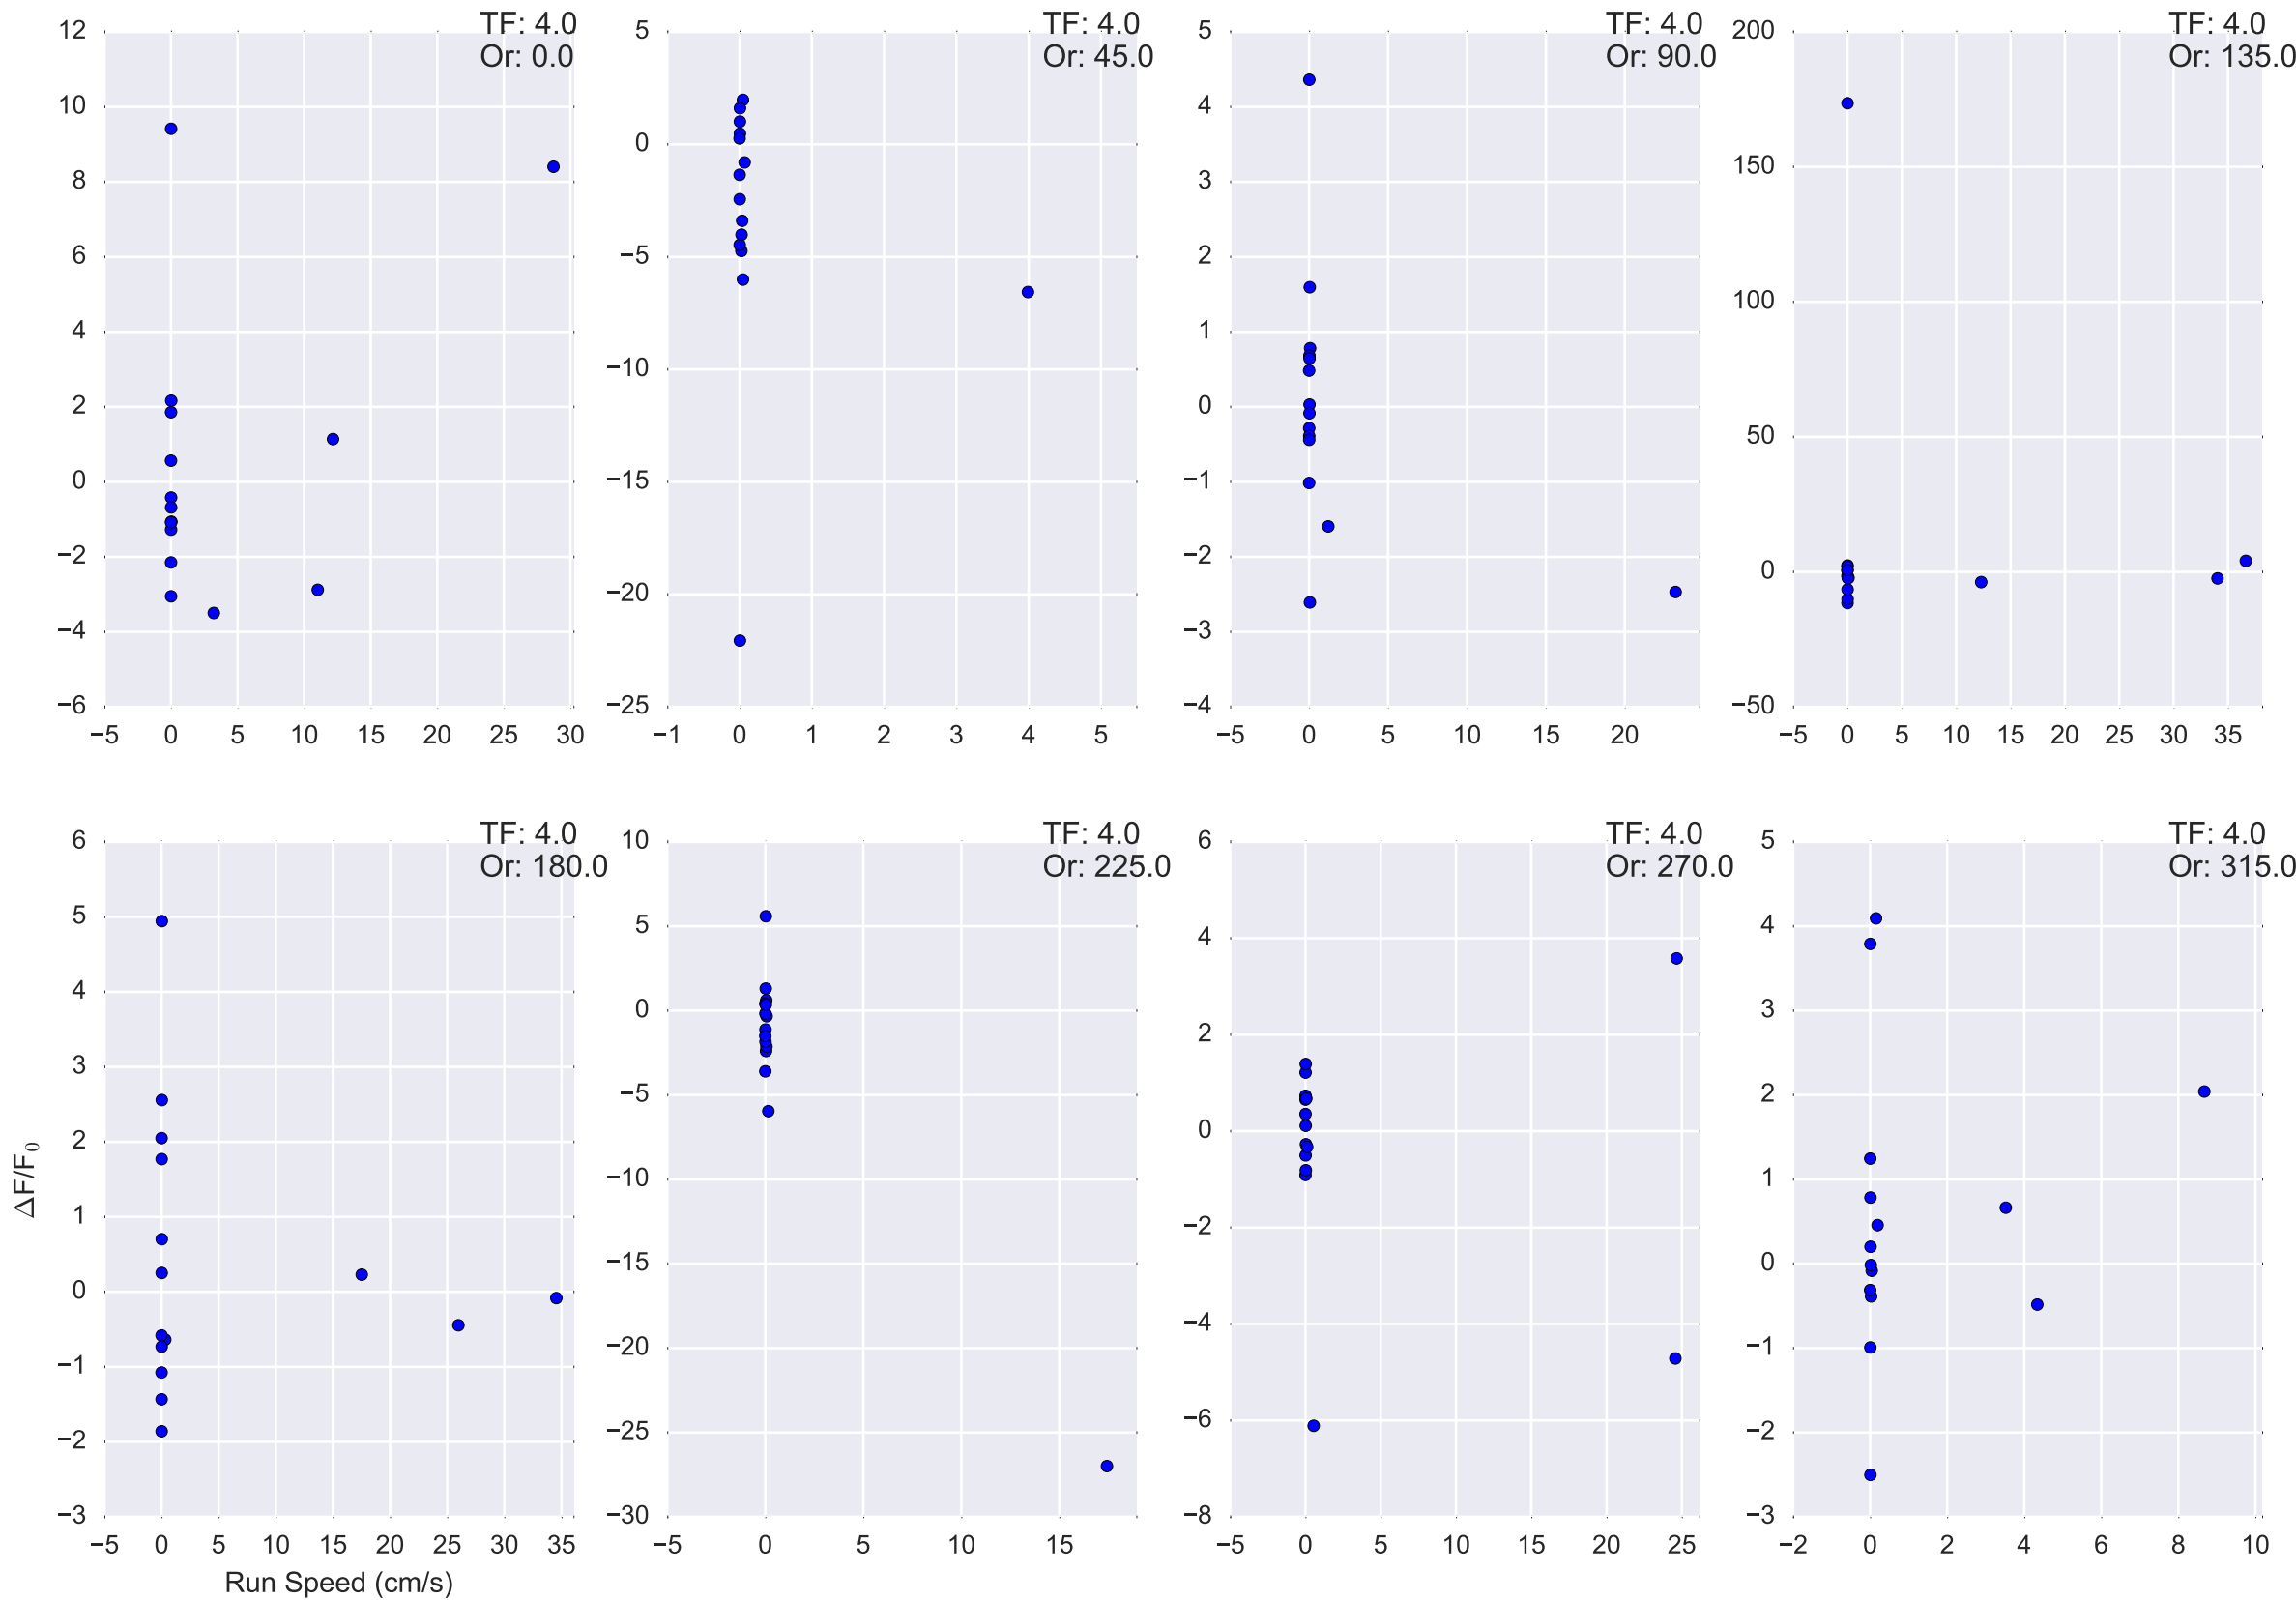 TF: 4.0
Or: 0.0
12
10
8
6
4
2
0
−2
−4
−6
−5 0 5 10 15 20 25 30
TF: 4.0
Or: 45.0
5
0
−5
−10
−15
−20
−25
−1 0 1 2 3 4 5
TF: 4.0
Or: 90.0
5
4
3
2
1
0
−1
−2
−3
−4
−5 0 5 10 15 20
TF: 4.0
Or: 135.0
200
150
100
50
0
−50
−5 0 5 10 15 20 25 30 35
TF: 4.0
Or: 180.0
6
5
4
3
2
1
0
−1
−2
−3
−5 0 5 10 15 20 25 30 35
ΔF/F₀
Run Speed (cm/s)
TF: 4.0
Or: 225.0
10
5
0
−5
−10
−15
−20
−25
−30
−5 0 5 10 15
TF: 4.0
Or: 270.0
6
4
2
0
−2
−4
−6
−8
−5 0 5 10 15 20 25
TF: 4.0
Or: 315.0
5
4
3
2
1
0
−1
−2
−3
−2 0 2 4 6 8 10